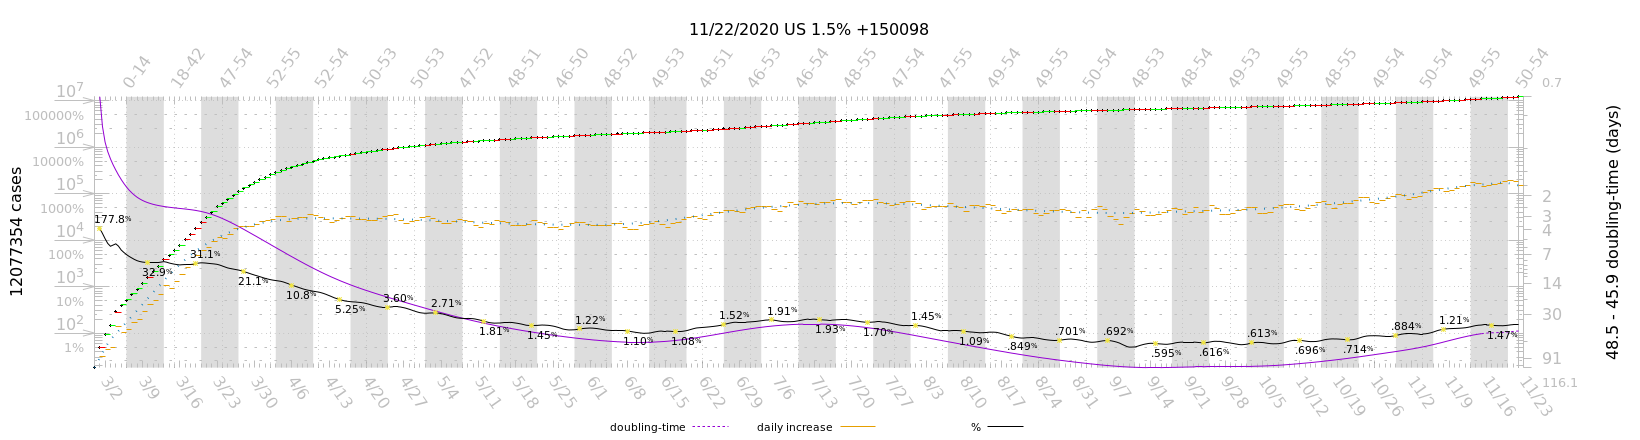 11/22/2020 US 1.5% +150098
0-14 18-42 47-54 52-55 52-54 50-53 50-53 47-52 48-51 46-50 48-52 49-53 48-51 46-53 46-54 48-55 47-55 49-54 49-55 50-54 48-53 48-54 49-53 49-55 48-55 49-54 50-54 49-55 50-54
10⁷ 0.7
100000%
10⁶
10000%
10⁵
1000% 2
177.8% 3
10⁴ 4
100% 31.1% 7
10³ 32.9% 21.1% 14
10% 10.8% 5.25% 3.60% 2.71% 1.22% 1.52% 1.91% 1.45% 30
10² 1.81% 1.45% 1.10% 1.08% 1.93% 1.70% 1.09% .849% .701% .692% .595% .616% .613% .696% .714% .884% 1.21% 1.47%
1% 91
116.1
12077354 cases
48.5 - 45.9 doubling-time (days)
3/2 3/9 3/16 3/23 3/30 4/6 4/13 4/20 4/27 5/4 5/11 5/18 5/25 6/1 6/8 6/15 6/22 6/29 7/6 7/13 7/20 7/27 8/3 8/10 8/17 8/24 8/31 9/7 9/14 9/21 9/28 10/5 10/12 10/19 10/26 11/2 11/9 11/16 11/23
doubling-time daily increase %